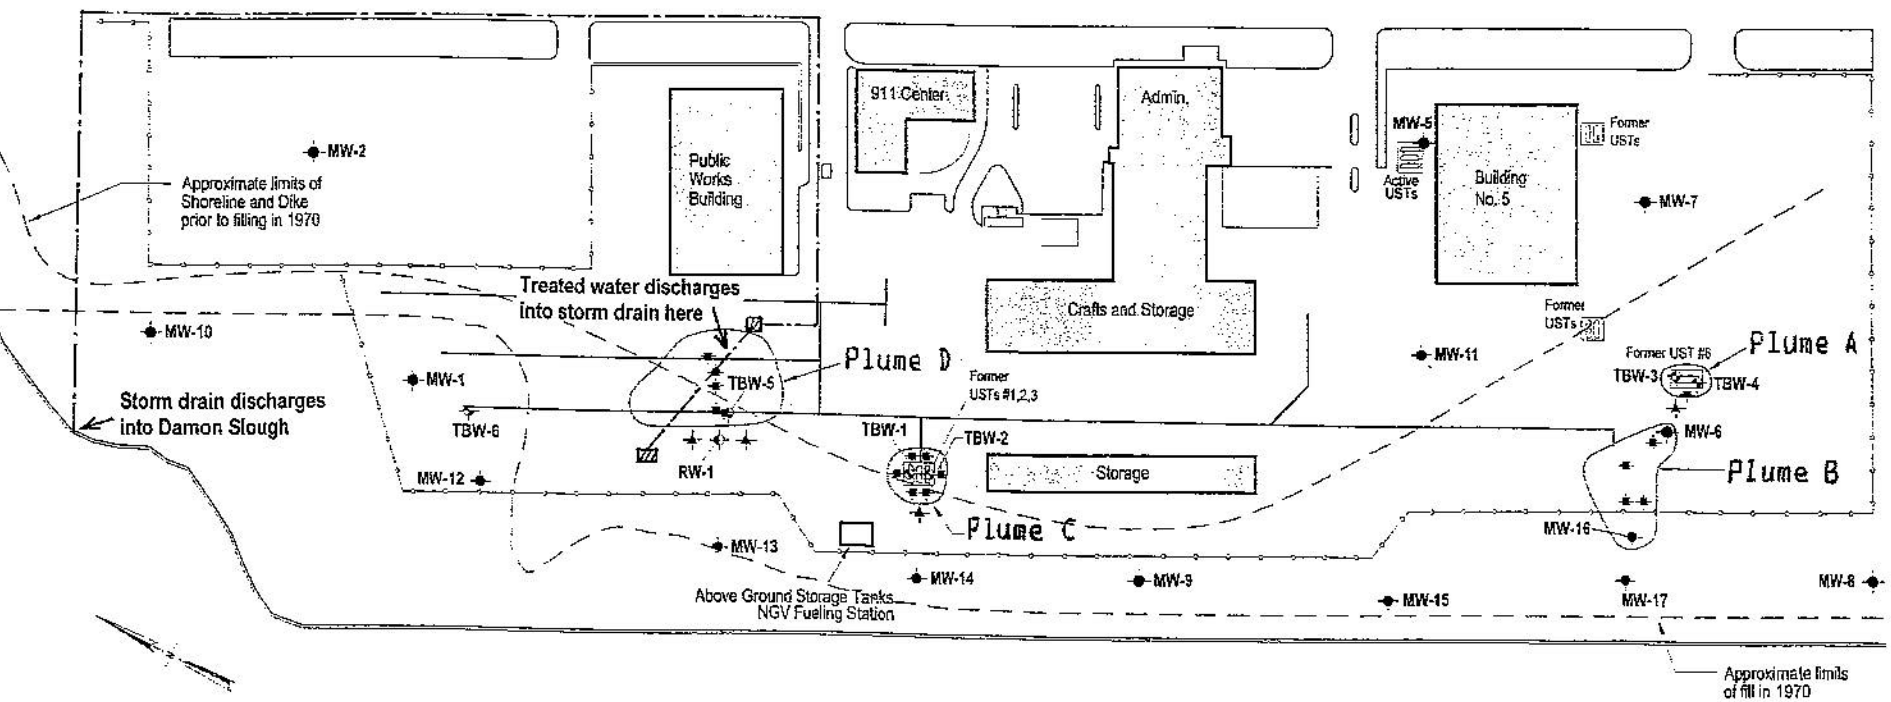 911 Center
Admin.
MW-5
Former
USTs
MW-2
Public
Works
Building
Approximate limits of
Shoreline and Dike
prior to filling in 1970
Active
USTs
Building
No. 5
MW-7
Treated water discharges
into storm drain here
Crafts and Storage
Former
USTs
MW-10
Plume D
MW-11
Former UST #6
Plume A
TBW-3
TBW-4
MW-1
TBW-5
Former
USTs #1,2,3
Storm drain discharges
into Damon Slough
TBW-6
TBW-1
TBW-2
MW-6
RW-1
MW-12
Storage
Plume B
Plume C
MW-16
MW-13
MW-14
MW-9
MW-8
Above Ground Storage Tanks
NGV Fueling Station
MW-15
MW-17
Approximate limits
of fill in 1970